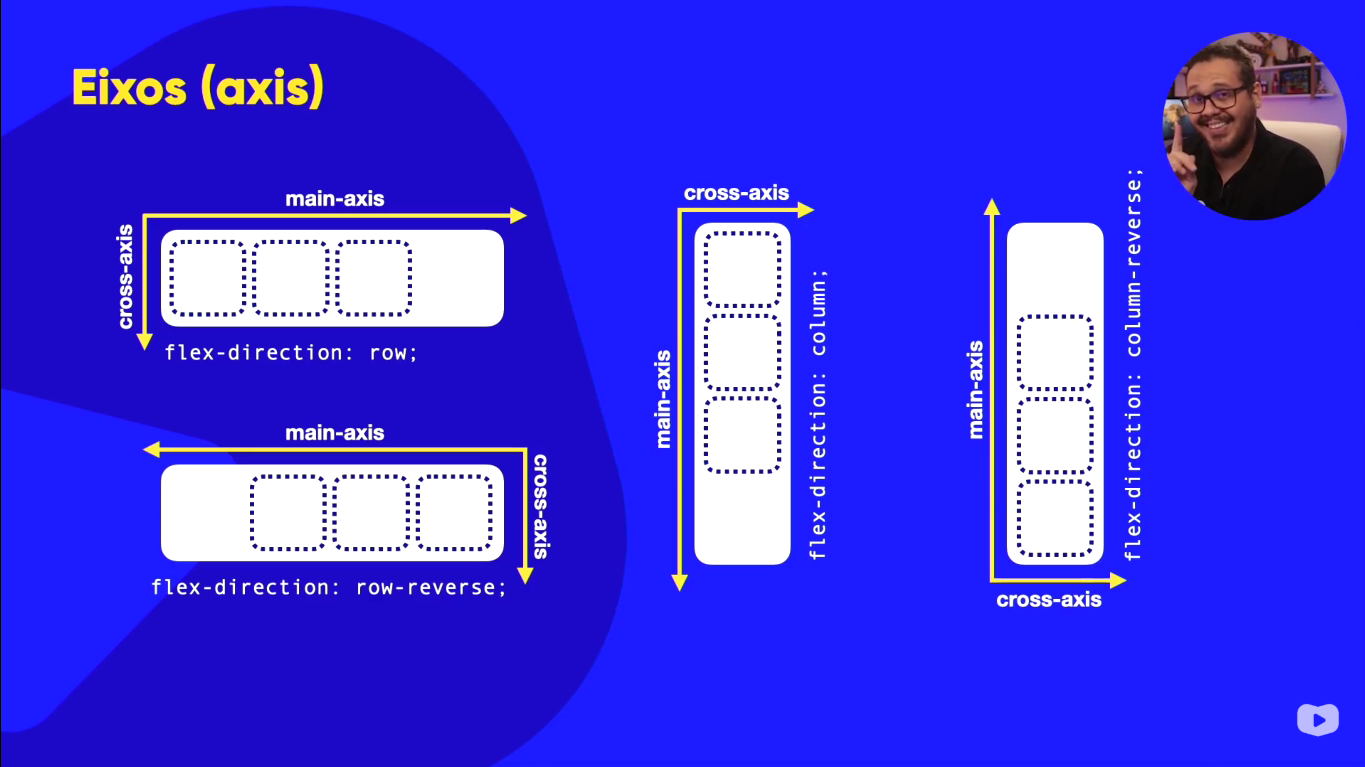 Eixos (axis)
main-axis
cross-axis
flex-direction: row;
main-axis
cross-axis
flex-direction: row-reverse;
cross-axis
main-axis
flex-direction: column;
main-axis
flex-direction: column-reverse;
cross-axis